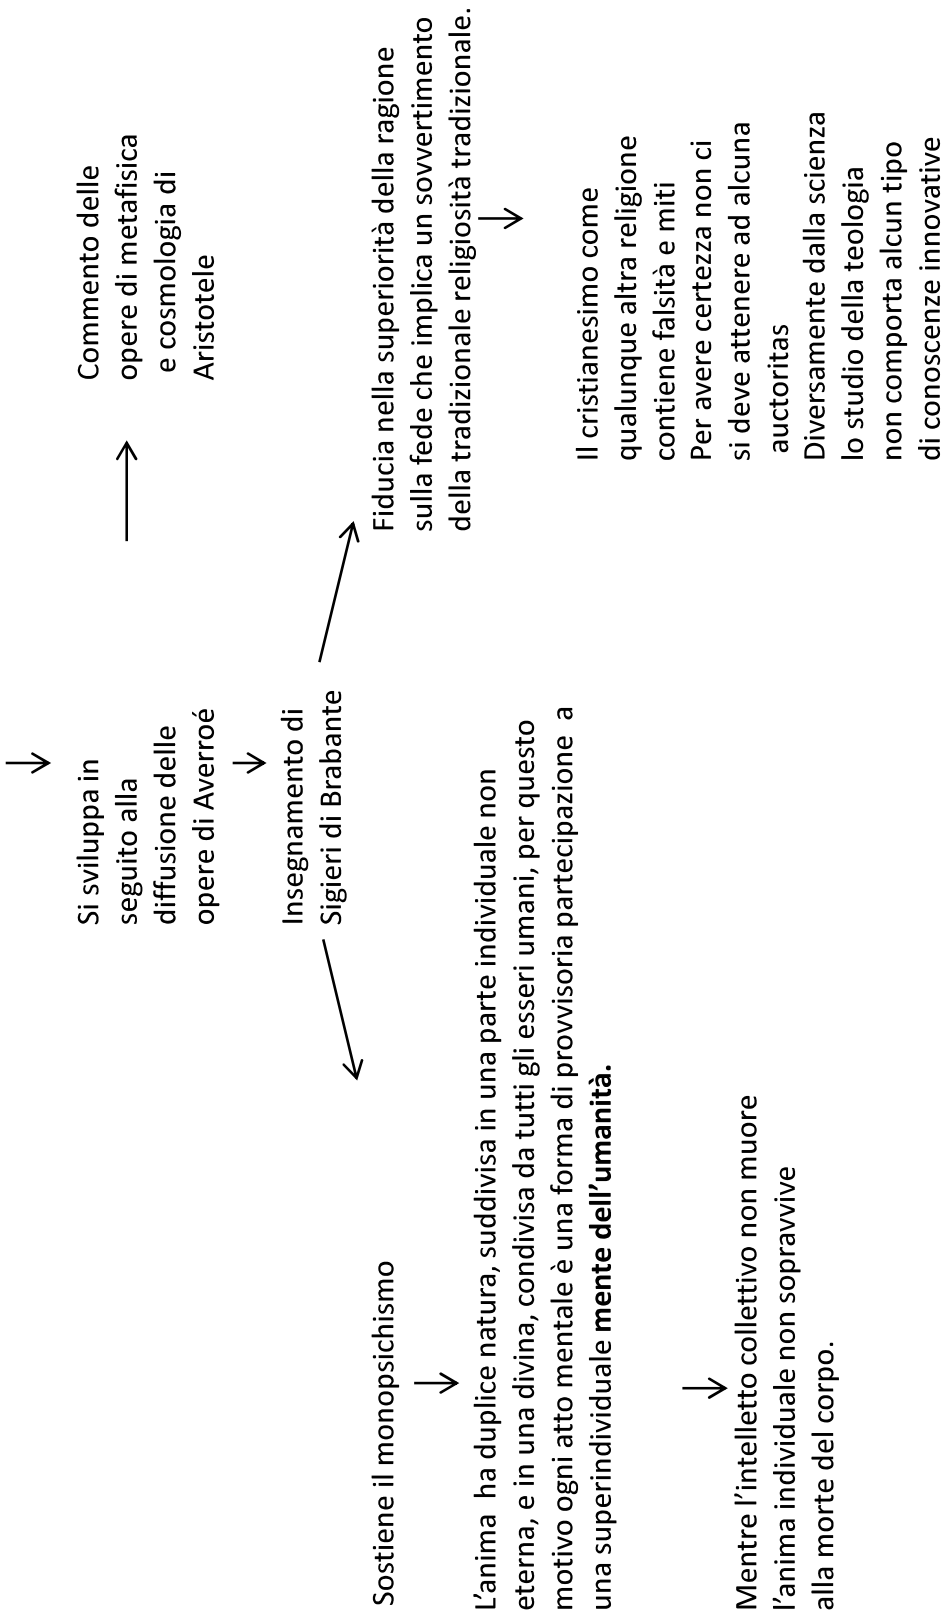 Si sviluppa in
seguito alla
diffusione delle
opere di Averroé
Commento delle
opere di metafisica
e cosmologia di
Aristotele
Insegnamento di
Sigieri di Brabante
Sostiene il monopsichismo
L'anima ha duplice natura, suddivisa in una parte individuale non
eterna, e in una divina, condivisa da tutti gli esseri umani, per questo
motivo ogni atto mentale è una forma di provvisoria partecipazione a
una superindividuale mente dell'umanità.
Mentre l'intelletto collettivo non muore
l'anima individuale non sopravvive
alla morte del corpo.
Fiducia nella superiorità della ragione
sulla fede che implica un sovvertimento
della tradizionale religiosità tradizionale.
Il cristianesimo come
qualunque altra religione
contiene falsità e miti
Per avere certezza non ci
si deve attenere ad alcuna
auctoritas
Diversamente dalla scienza
lo studio della teologia
non comporta alcun tipo
di conoscenze innovative